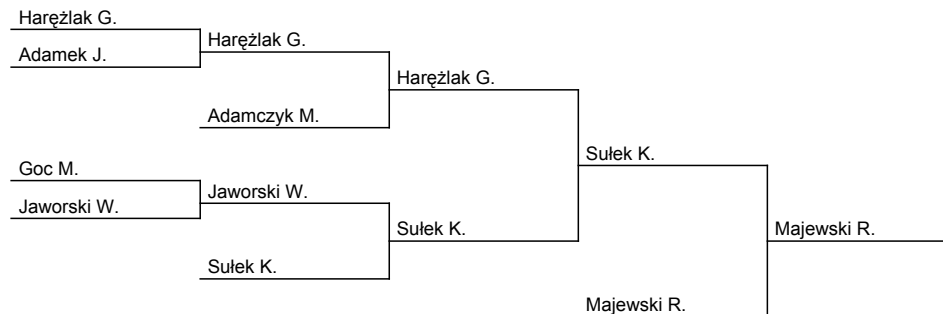 Harężlak G.
Adamek J.
Harężlak G.
Adamczyk M.
Harężlak G.
Goc M.
Jaworski W.
Jaworski W.
Sułek K.
Sułek K.
Sułek K.
Majewski R.
Majewski R.